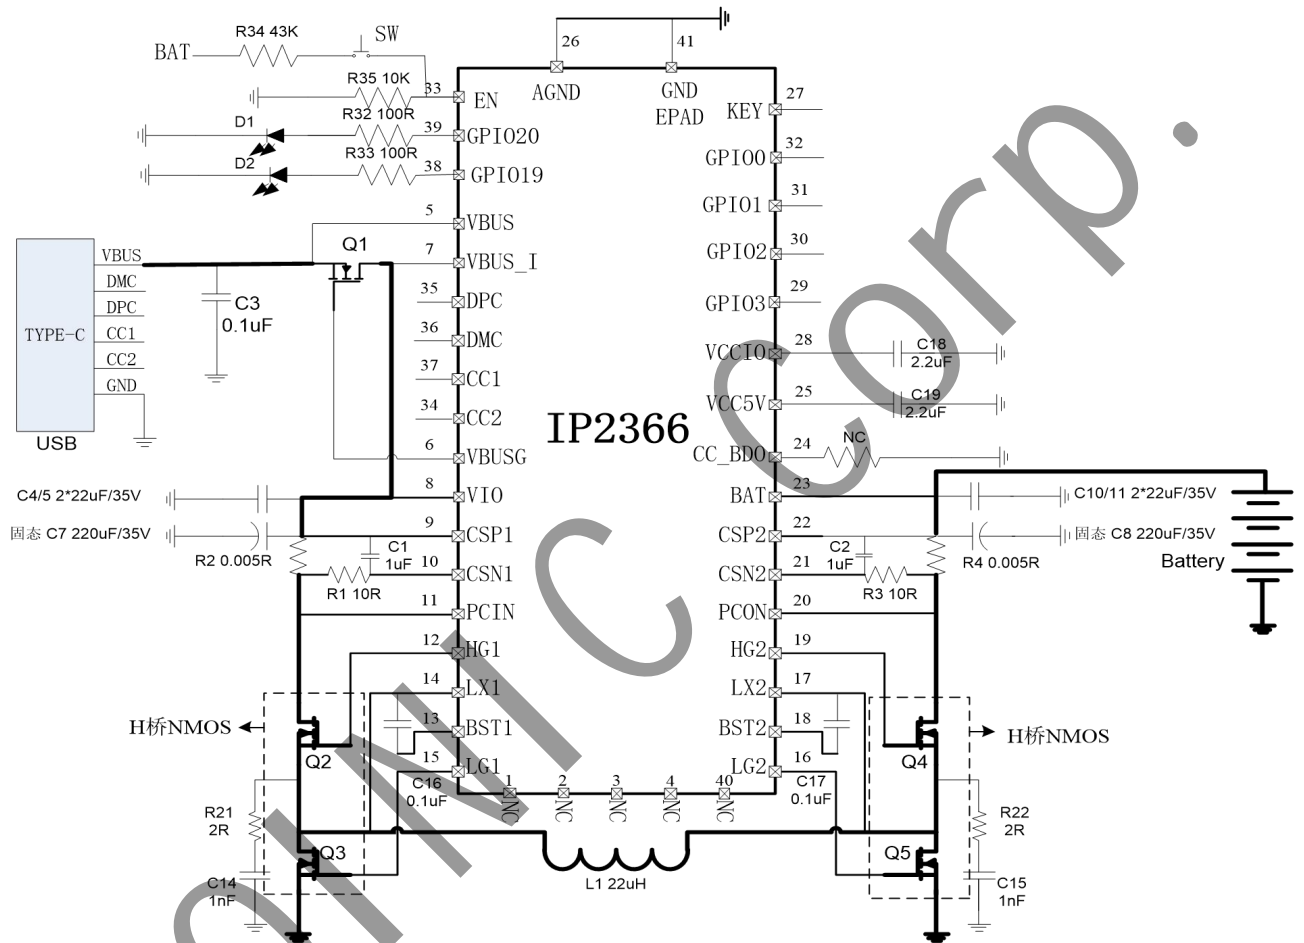 R34 43K
SW
BAT
R35 10K
33
EN
D1
R32 100R
39
GPIO20
D2
R33 100R
38
GPIO19
5
VBUS
Q1
7
VBUS_I
35
DPC
36
DMC
37
CC1
34
CC2
6
VBUSG
8
VIO
9
CSP1
10
CSN1
11
PCIN
12
HG1
14
LX1
13
BST1
15
LG1
26
AGND
41
GND
EPAD
27
KEY
32
GPIO0
31
GPIO1
30
GPIO2
29
GPIO3
28
VCCIO
C18
2.2uF
25
VCC5V
C19
2.2uF
24
CC_BDO
NC
23
BAT
22
CSP2
21
CSN2
20
PCON
19
HG2
17
LX2
18
BST2
16
LG2
1
NC
2
NC
3
NC
4
NC
40
NC
IP2366
TYPE-C
VBUS
DMC
DPC
CC1
CC2
GND
USB
C3
0.1uF
C4/5 2*22uF/35V
固态 C7 220uF/35V
R2 0.005R
C1
1uF
R1 10R
H桥NMOS
Q2
Q3
R21
2R
C14
1nF
C16
0.1uF
L1 22uH
C17
0.1uF
C10/11 2*22uF/35V
固态 C8 220uF/35V
C2
1uF
R4 0.005R
R3 10R
Battery
H桥NMOS
Q4
Q5
R22
2R
C15
1nF
OWIC Corp.